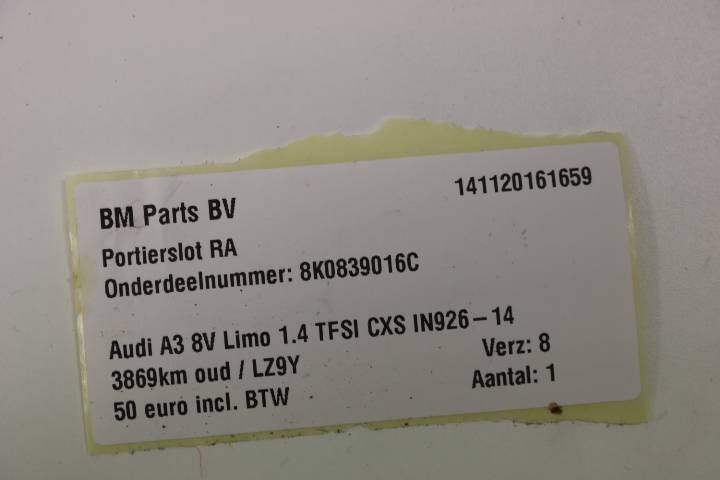 BM Parts BV
141120161659
Portierslot RA
Onderdeelnummer: 8K0839016C
Audi A3 8V Limo 1.4 TFSI CXS IN926-14
3869km oud / LZ9Y
Verz: 8
50 euro incl. BTW
Aantal: 1